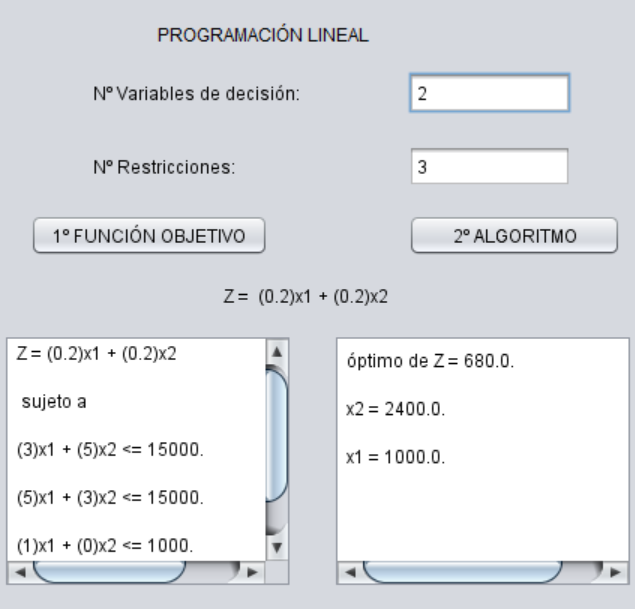 PROGRAMACIÓN LINEAL
Nº Variables de decisión: 2
Nº Restricciones: 3
1º FUNCIÓN OBJETIVO 2º ALGORITMO
Z = (0.2)x1 + (0.2)x2
Z = (0.2)x1 + (0.2)x2
sujeto a
(3)x1 + (5)x2 <= 15000.
(5)x1 + (3)x2 <= 15000.
(1)x1 + (0)x2 <= 1000.
óptimo de Z = 680.0.
x2 = 2400.0.
x1 = 1000.0.